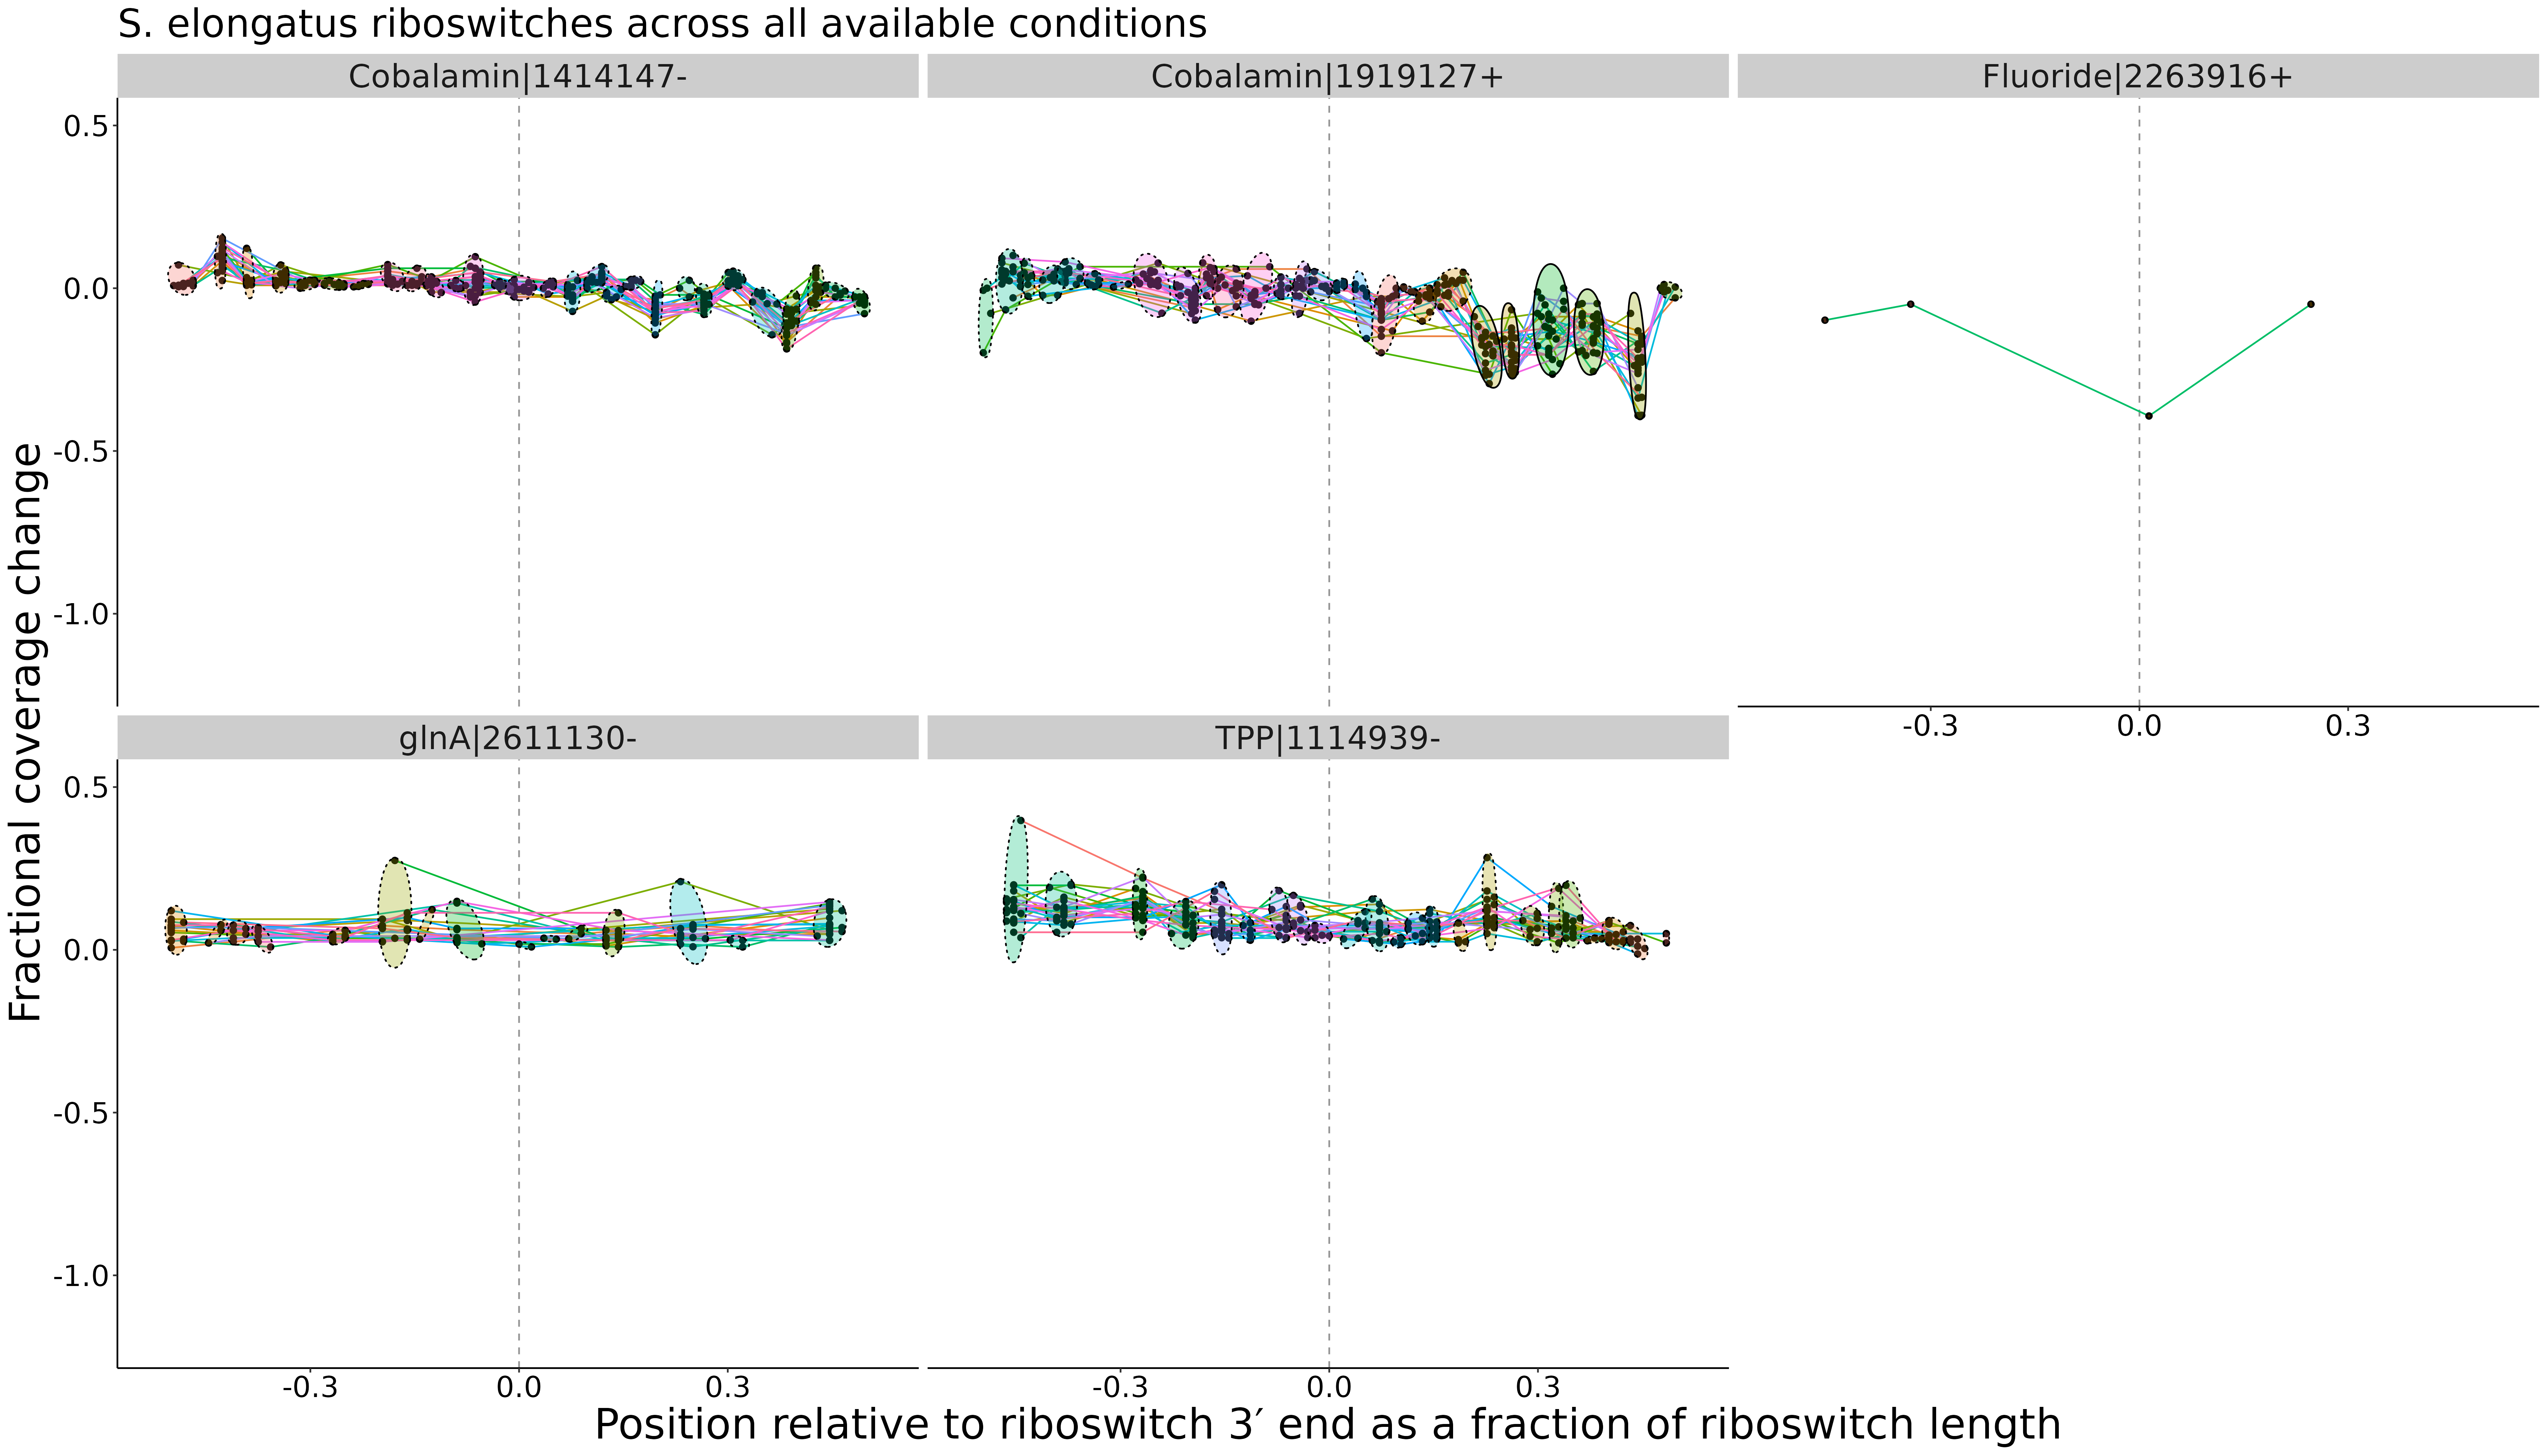 S. elongatus riboswitches across all available conditions
Cobalamin|1414147-
Cobalamin|1919127+
Fluoride|2263916+
0.5
0.0
-0.5
-1.0
-0.3 0.0 0.3
glnA|2611130-
TPP|1114939-
0.5
0.0
-0.5
-1.0
-0.3 0.0 0.3
-0.3 0.0 0.3
Fractional coverage change
Position relative to riboswitch 3′ end as a fraction of riboswitch length